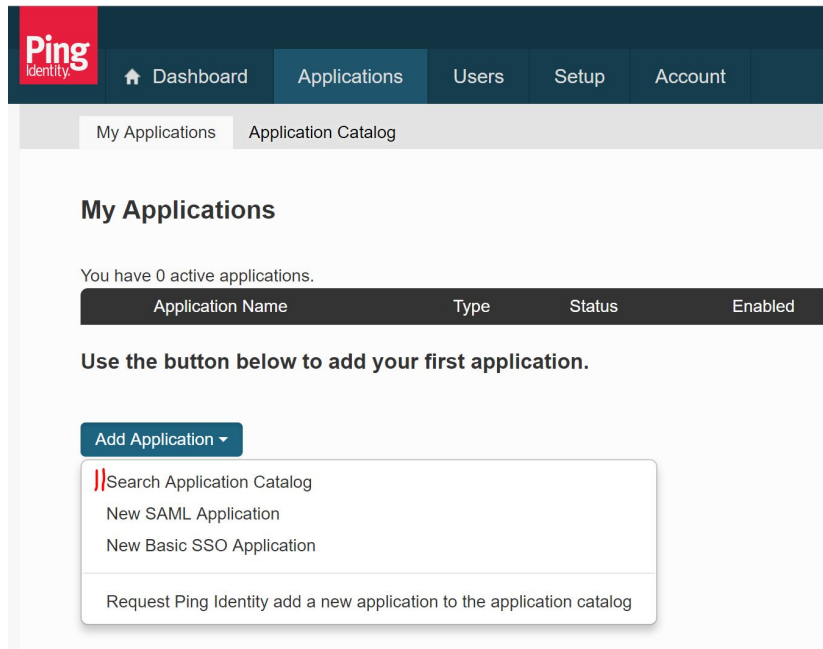 Ping
Identity.
Dashboard Applications Users Setup Account
My Applications Application Catalog
My Applications
You have 0 active applications.
Application Name Type Status Enabled
Use the button below to add your first application.
Add Application
Search Application Catalog
New SAML Application
New Basic SSO Application
Request Ping Identity add a new application to the application catalog